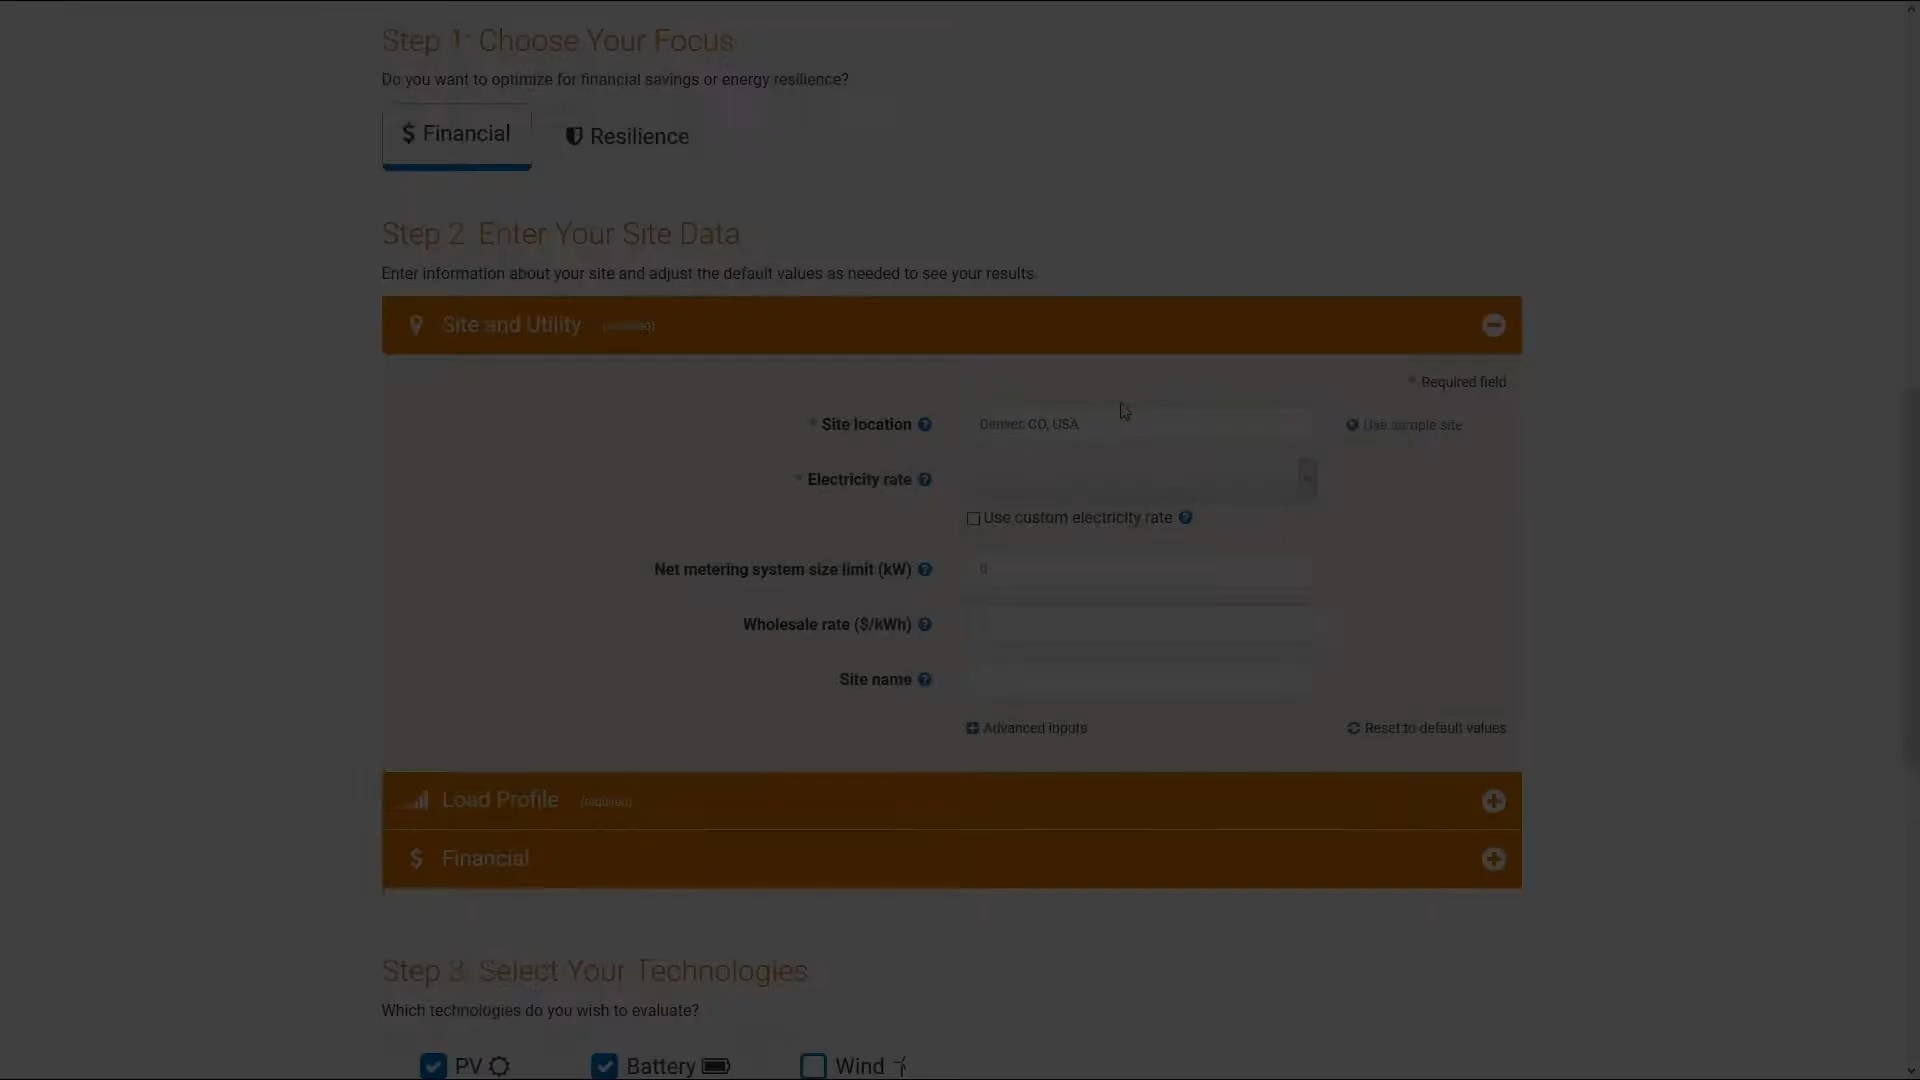 Step 1: Choose Your Focus
Do you want to optimize for financial savings or energy resilience?
$ Financial
Resilience
Step 2: Enter Your Site Data
Enter information about your site and adjust the default values as needed to see your results.
Site and Utility (required)
* Required field
* Site location
Denver, CO, USA
Use sample site
* Electricity rate
Use custom electricity rate
Net metering system size limit (kW)
0
Wholesale rate ($/kWh)
Site name
Advanced inputs
Reset to default values
Load Profile (required)
$ Financial
Step 3: Select Your Technologies
Which technologies do you wish to evaluate?
PV
Battery
Wind